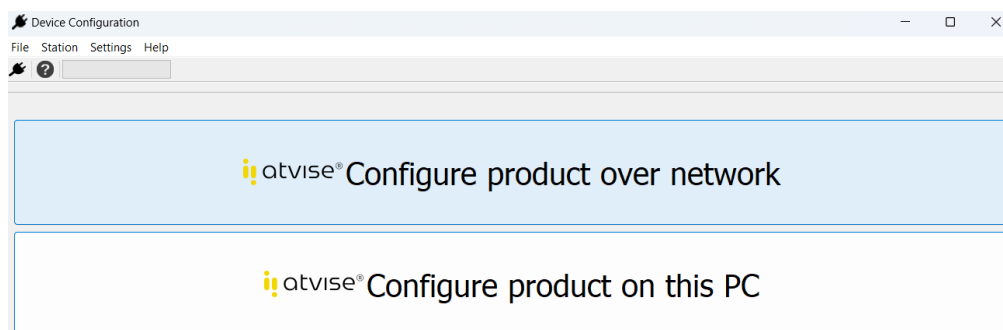 Device Configuration
File Station Settings Help
atvise® Configure product over network
atvise® Configure product on this PC